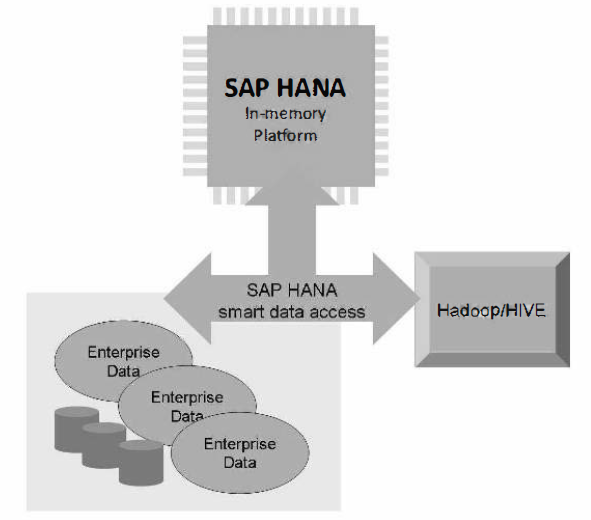 SAP HANA
In-memory
Platform
SAP HANA
smart data access
Hadoop/HIVE
Enterprise
Data
Enterprise
Data
Enterprise
Data